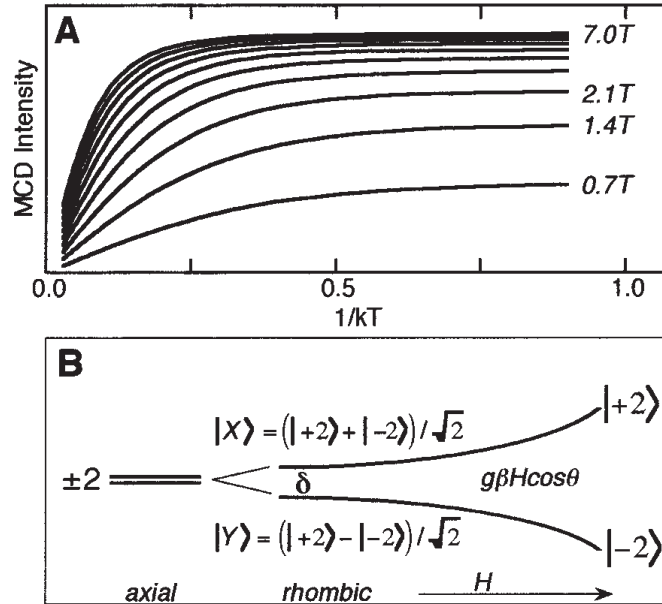 A
MCD Intensity
7.0T
2.1T
1.4T
0.7T
0.0 0.5 1.0
1/kT
B
|X⟩ = (|+2⟩+|-2⟩)/√2
|+2⟩
±2
δ
gβHcosθ
|Y⟩ = (|+2⟩-|-2⟩)/√2
|-2⟩
axial rhombic H